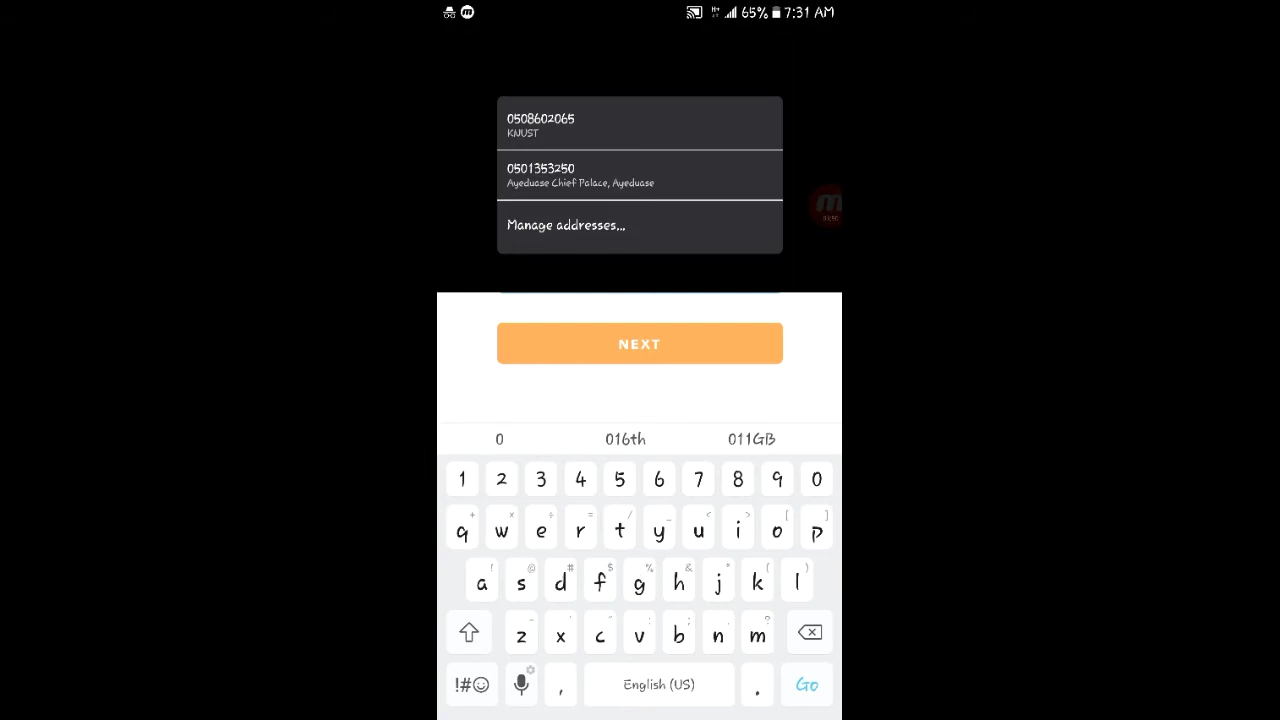 65% 7:31 AM
0508602065
KNUST
0501353250
Ayeduase Chief Palace, Ayeduase
Manage addresses...
NEXT
0 016th 011GB
1 2 3 4 5 6 7 8 9 0
+ × ÷ = / _ < > [ ]
q w e r t y u i o p
! @ # $ % & * ( )
a s d f g h j k l
- ' " : ; , ?
z x c v b n m
!#☺ , English (US) . Go